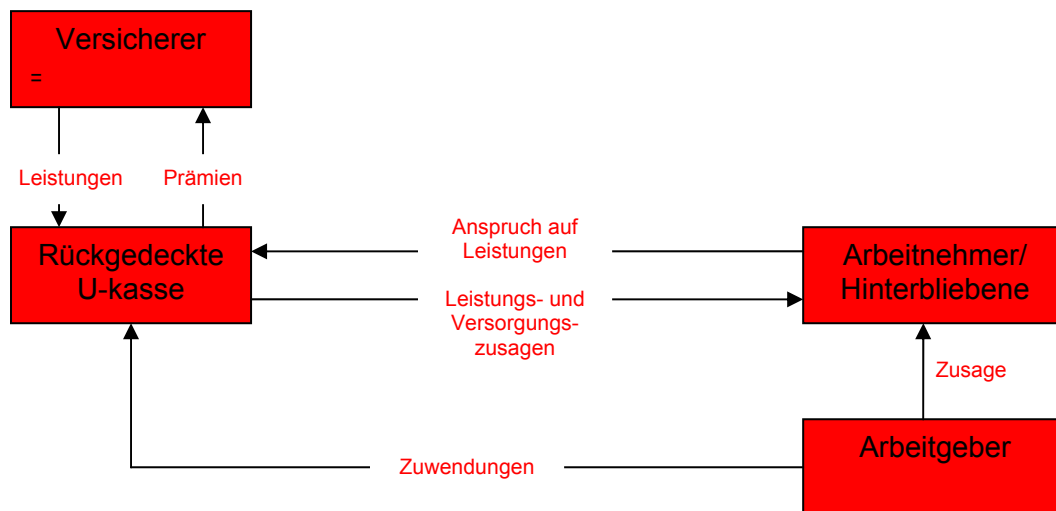 Versicherer
=
Leistungen
Prämien
Rückgedeckte
U-kasse
Anspruch auf
Leistungen
Leistungs- und
Versorgungs-
zusagen
Arbeitnehmer/
Hinterbliebene
Zusage
Arbeitgeber
Zuwendungen